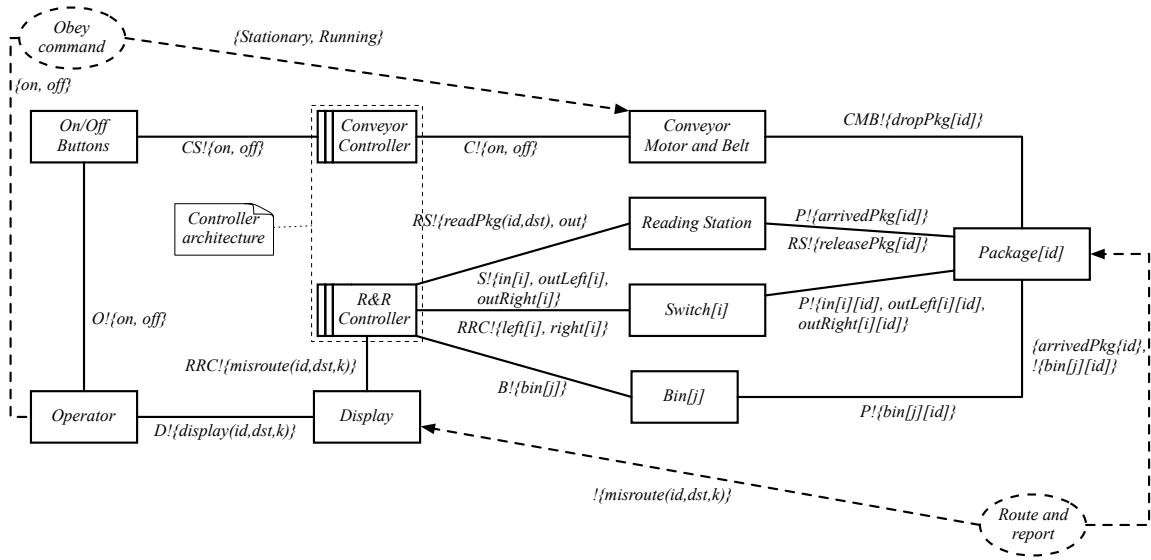 Obey
command
{Stationary, Running}
{on, off}
On/Off
Buttons
CS!{on, off}
Conveyor
Controller
C!{on, off}
Conveyor
Motor and Belt
CMB!{dropPkg[id]}
Controller
architecture
RS!{readPkg(id,dst), out}
Reading Station
P!{arrivedPkg[id]}
RS!{releasePkg[id]}
Package[id]
O!{on, off}
R&R
Controller
S!{in[i], outLeft[i],
outRight[i]}
RRC!{left[i], right[i]}
Switch[i]
P!{in[i][id], outLeft[i][id],
outRight[i][id]}
{arrivedPkg{id},
!{bin[j][id]}
RRC!{misroute(id,dst,k)}
B!{bin[j]}
Bin[j]
P!{bin[j][id]}
Operator
D!{display(id,dst,k)}
Display
!{misroute(id,dst,k)}
Route and
report